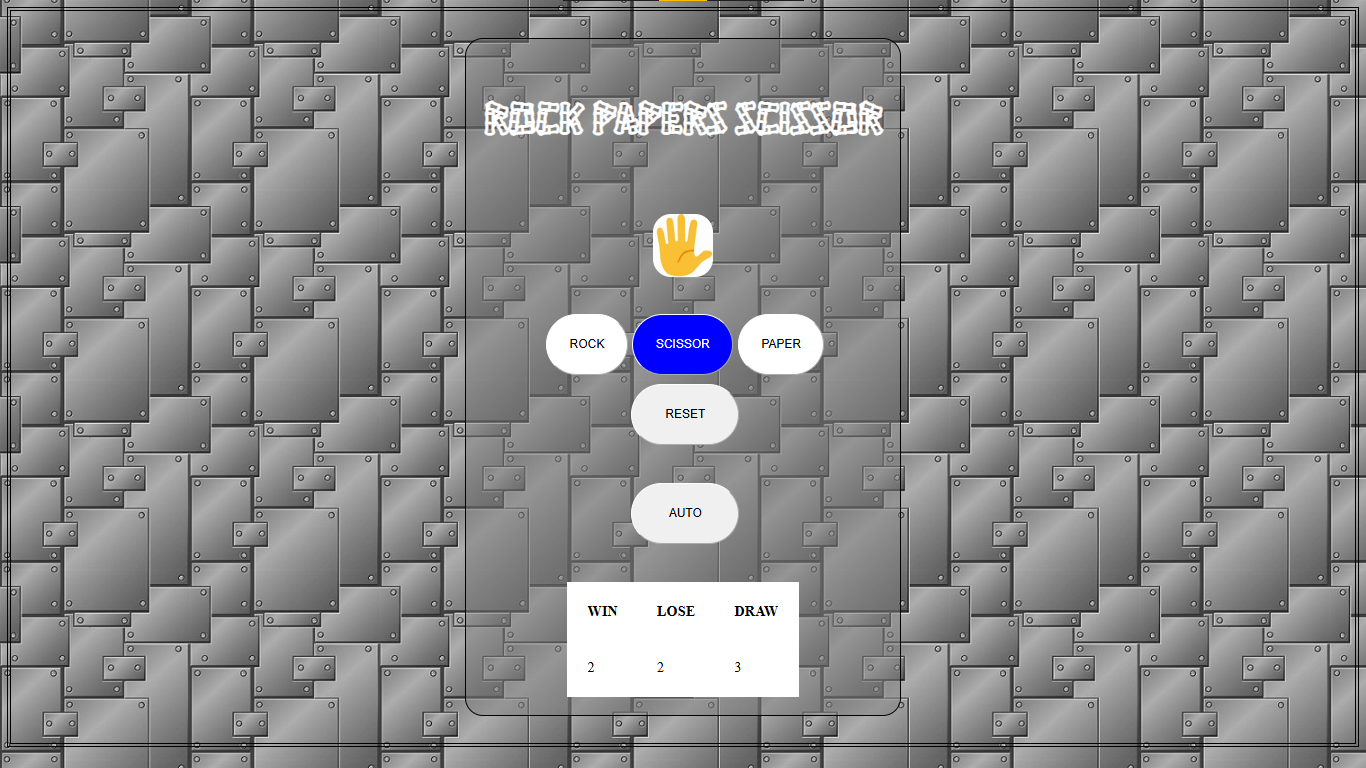 ROCK PAPERS SCISSOR
ROCK SCISSOR PAPER
RESET
AUTO
WIN LOSE DRAW
2 2 3